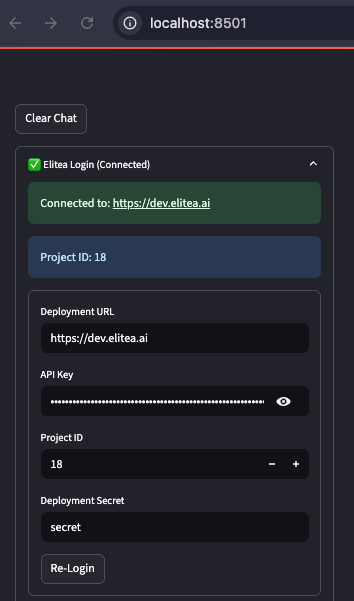 localhost:8501
Clear Chat
✅ Elitea Login (Connected)
Connected to: https://dev.elitea.ai
Project ID: 18
Deployment URL
https://dev.elitea.ai
API Key
Project ID
18
Deployment Secret
secret
Re-Login